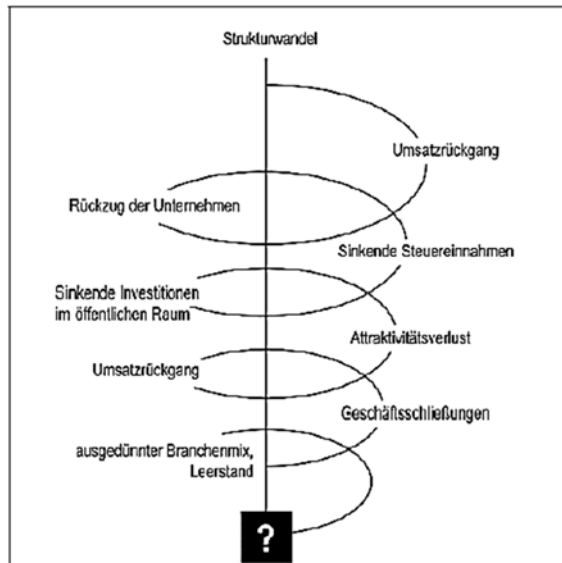 Strukturwandel
Umsatzrückgang
Rückzug der Unternehmen
Sinkende Steuereinnahmen
Sinkende Investitionen
im öffentlichen Raum
Attraktivitätsverlust
Umsatzrückgang
Geschäftsschließungen
ausgedünnter Branchenmix,
Leerstand
?